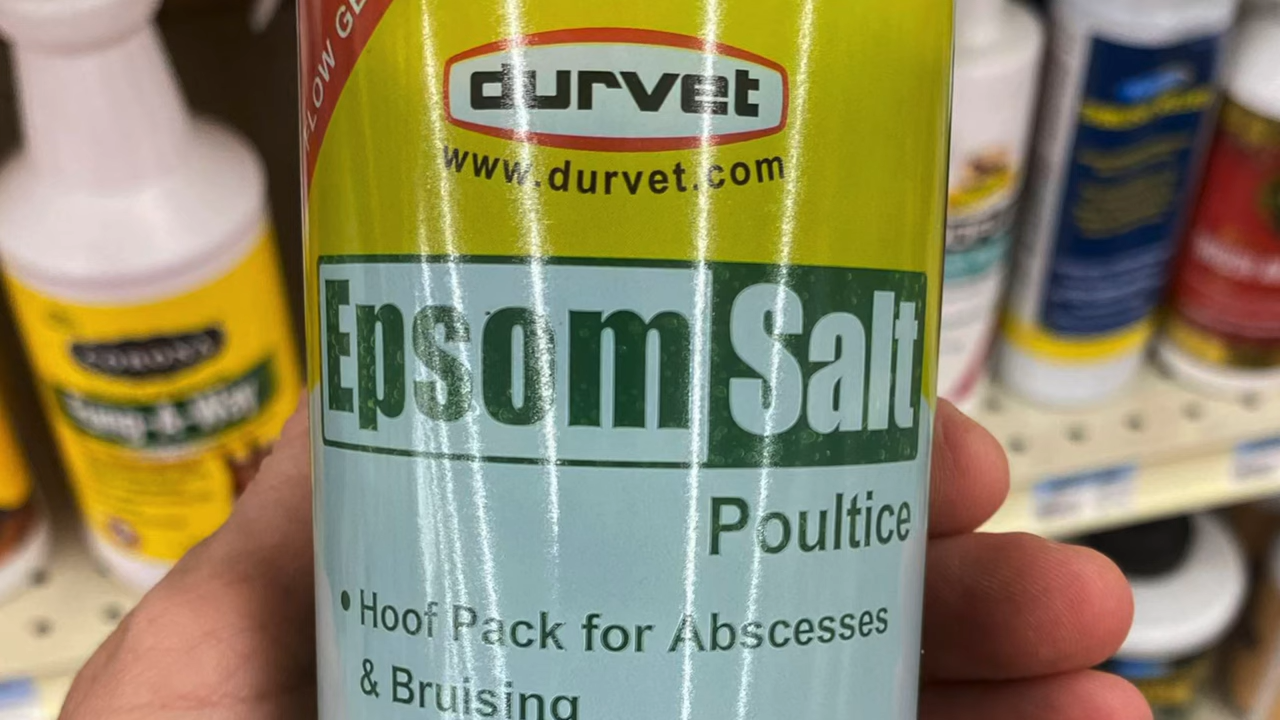 durvet
www.durvet.com
Epsom Salt
Poultice
• Hoof Pack for Abscesses
& Bruising